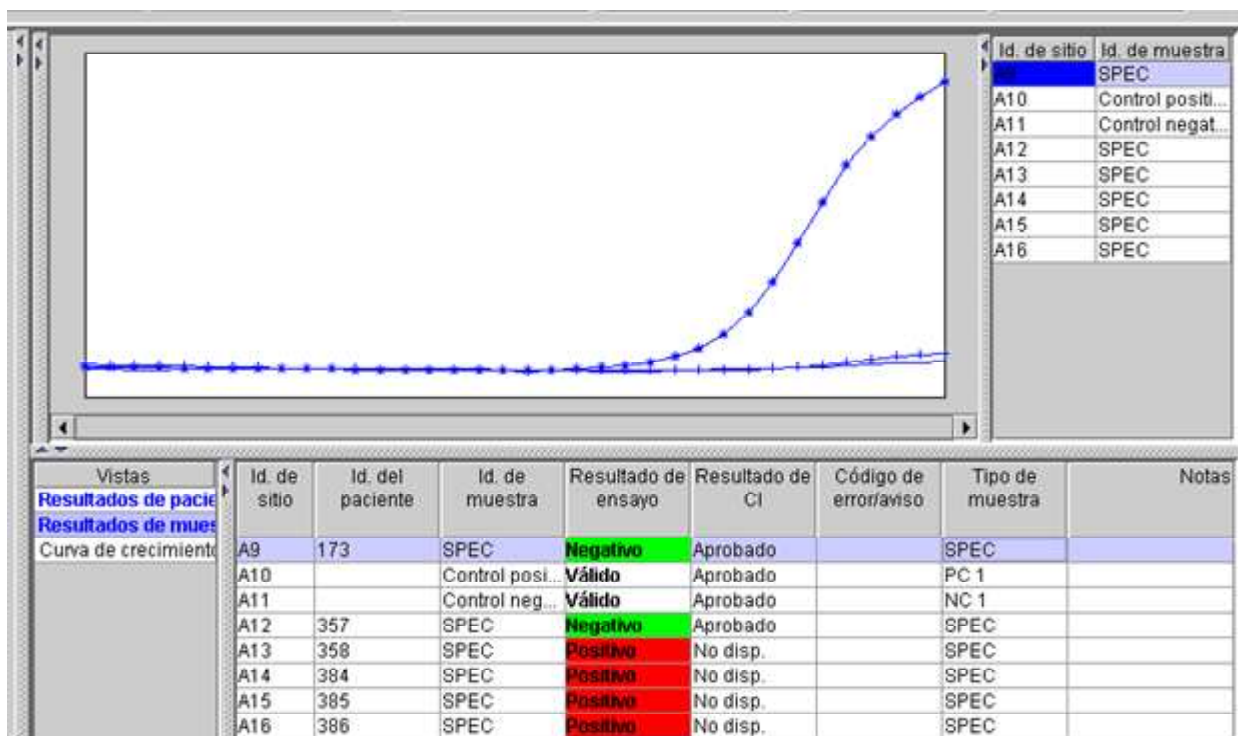 Id. de sitio Id. de muestra
SPEC
A10 Control positi...
A11 Control negat...
A12 SPEC
A13 SPEC
A14 SPEC
A15 SPEC
A16 SPEC
Vistas
Resultados de pacie
Resultados de mues
Curva de crecimiento
Id. de sitio Id. del paciente Id. de muestra Resultado de ensayo Resultado de CI Código de error/aviso Tipo de muestra Notas
A9 173 SPEC Negativo Aprobado SPEC
A10 Control posi... Válido Aprobado PC 1
A11 Control neg... Válido Aprobado NC 1
A12 357 SPEC Negativo Aprobado SPEC
A13 358 SPEC Positivo No disp. SPEC
A14 384 SPEC Positivo No disp. SPEC
A15 385 SPEC Positivo No disp. SPEC
A16 386 SPEC Positivo No disp. SPEC